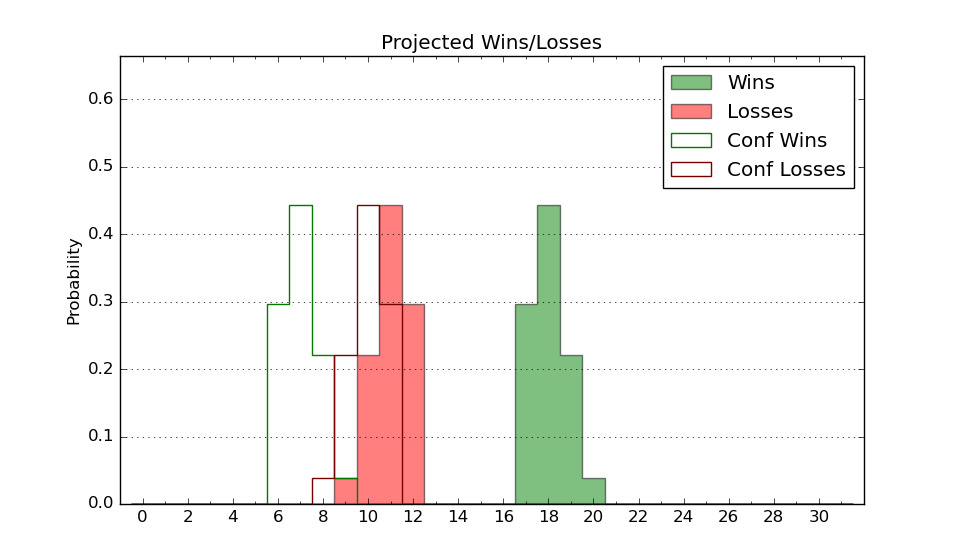 Projected Wins/Losses
Wins
Losses
Conf Wins
Conf Losses
Probability
0.6
0.5
0.4
0.3
0.2
0.1
0.0
0 2 4 6 8 10 12 14 16 18 20 22 24 26 28 30